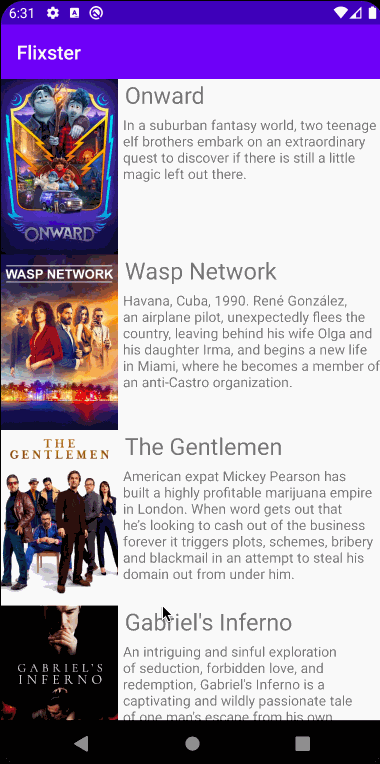 6:31
Flixster
Onward
In a suburban fantasy world, two teenage
elf brothers embark on an extraordinary
quest to discover if there is still a little
magic left out there.
ONWARD
WASP NETWORK
Wasp Network
Havana, Cuba, 1990. René González,
an airplane pilot, unexpectedly flees the
country, leaving behind his wife Olga and
his daughter Irma, and begins a new life
in Miami, where he becomes a member of
an anti-Castro organization.
THE
GENTLEMEN
The Gentlemen
American expat Mickey Pearson has
built a highly profitable marijuana empire
in London. When word gets out that
he's looking to cash out of the business
forever it triggers plots, schemes, bribery
and blackmail in an attempt to steal his
domain out from under him.
GABRIEL'S
INFERNO
Gabriel's Inferno
An intriguing and sinful exploration
of seduction, forbidden love, and
redemption, Gabriel's Inferno is a
captivating and wildly passionate tale
of one man's escape from his own